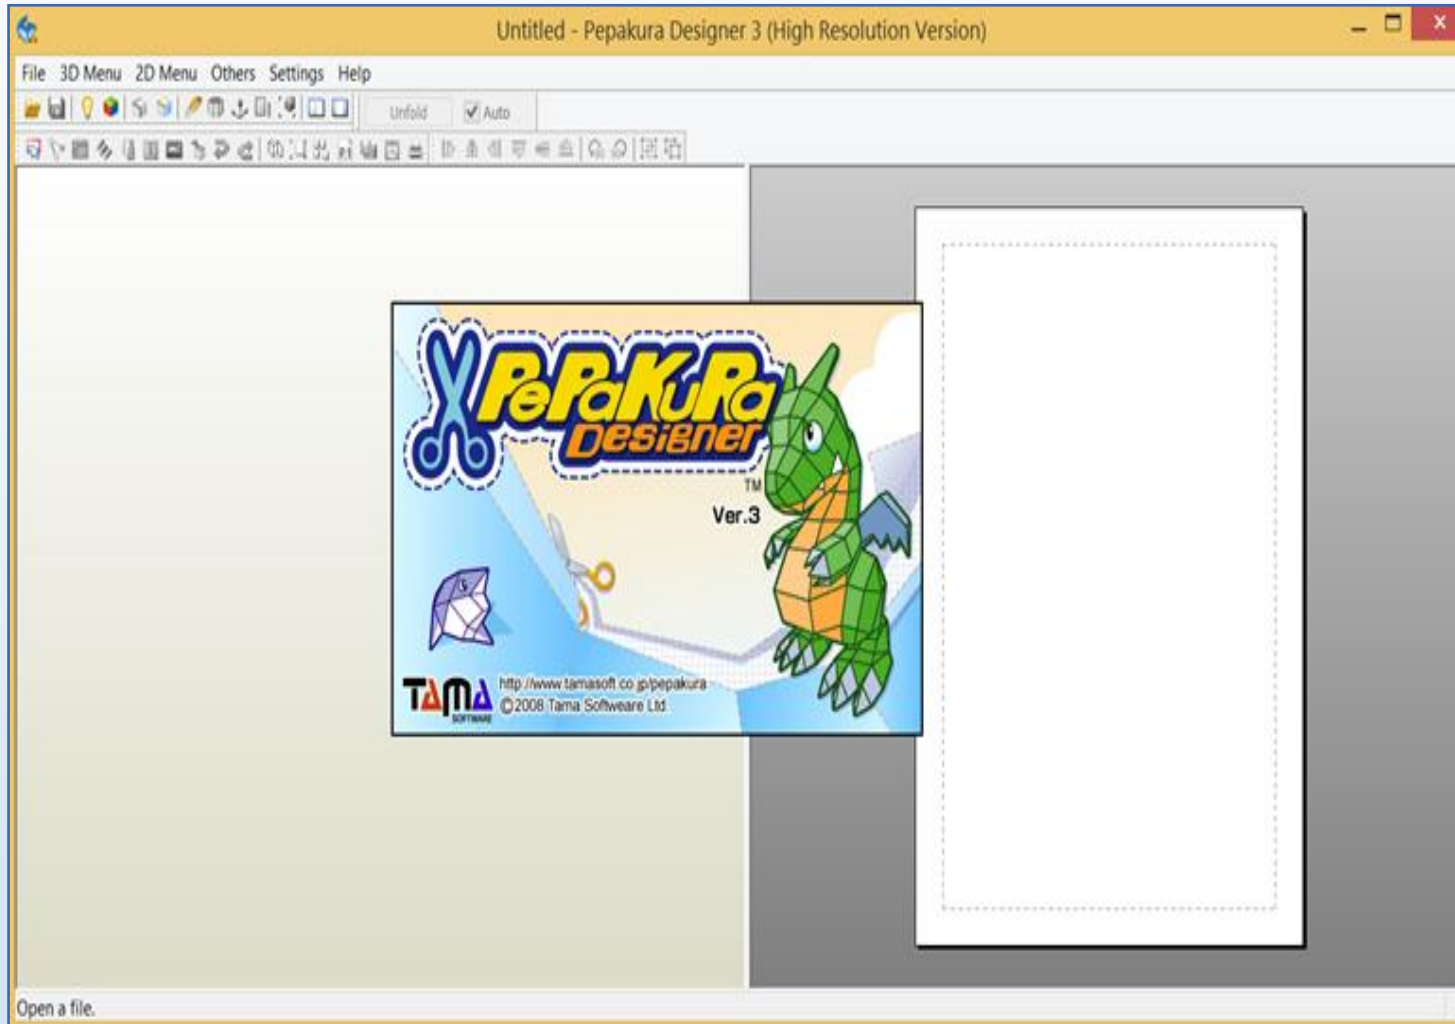 Untitled - Pepakura Designer 3 (High Resolution Version)
File 3D Menu 2D Menu Others Settings Help
Unfold Auto
PePaKuRa
Designer
TM
Ver.3
TAMA
SOFTWARE
http://www.tamasoft.co.jp/pepakura
©2008 Tama Softweare Ltd
Open a file.